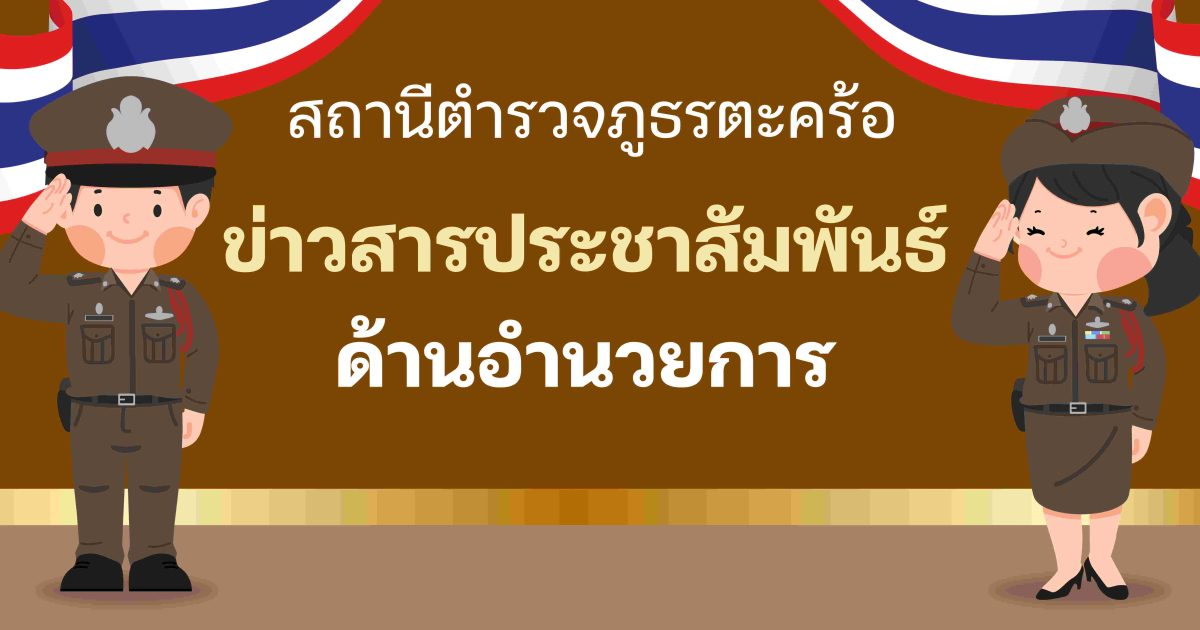 สถานีตำรวจภูธรตะคร้อ
ข่าวสารประชาสัมพันธ์
ด้านอำนวยการ